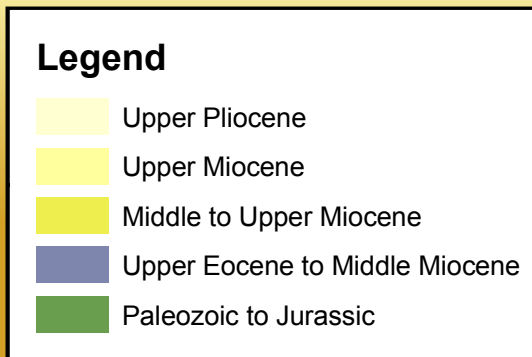 Legend
Upper Pliocene
Upper Miocene
Middle to Upper Miocene
Upper Eocene to Middle Miocene
Paleozoic to Jurassic